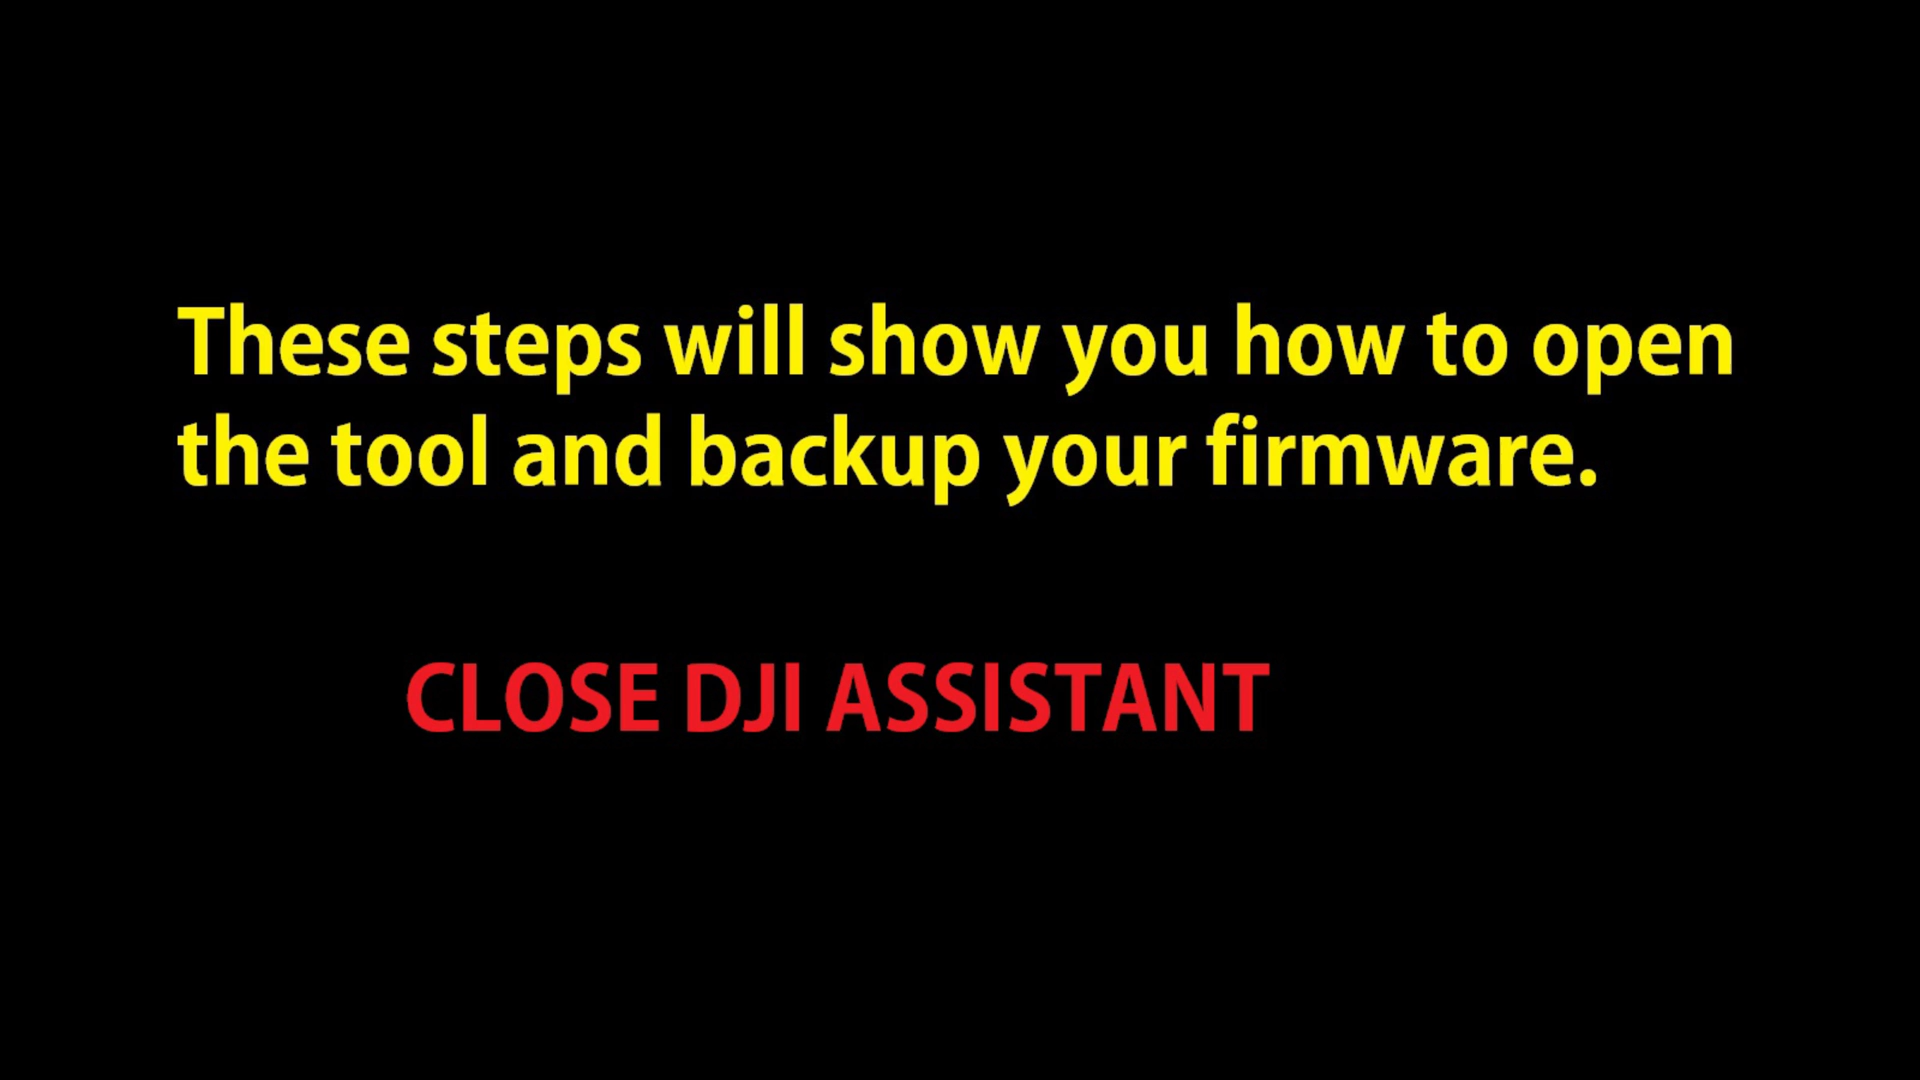 These steps will show you how to open
the tool and backup your firmware.
CLOSE DJI ASSISTANT